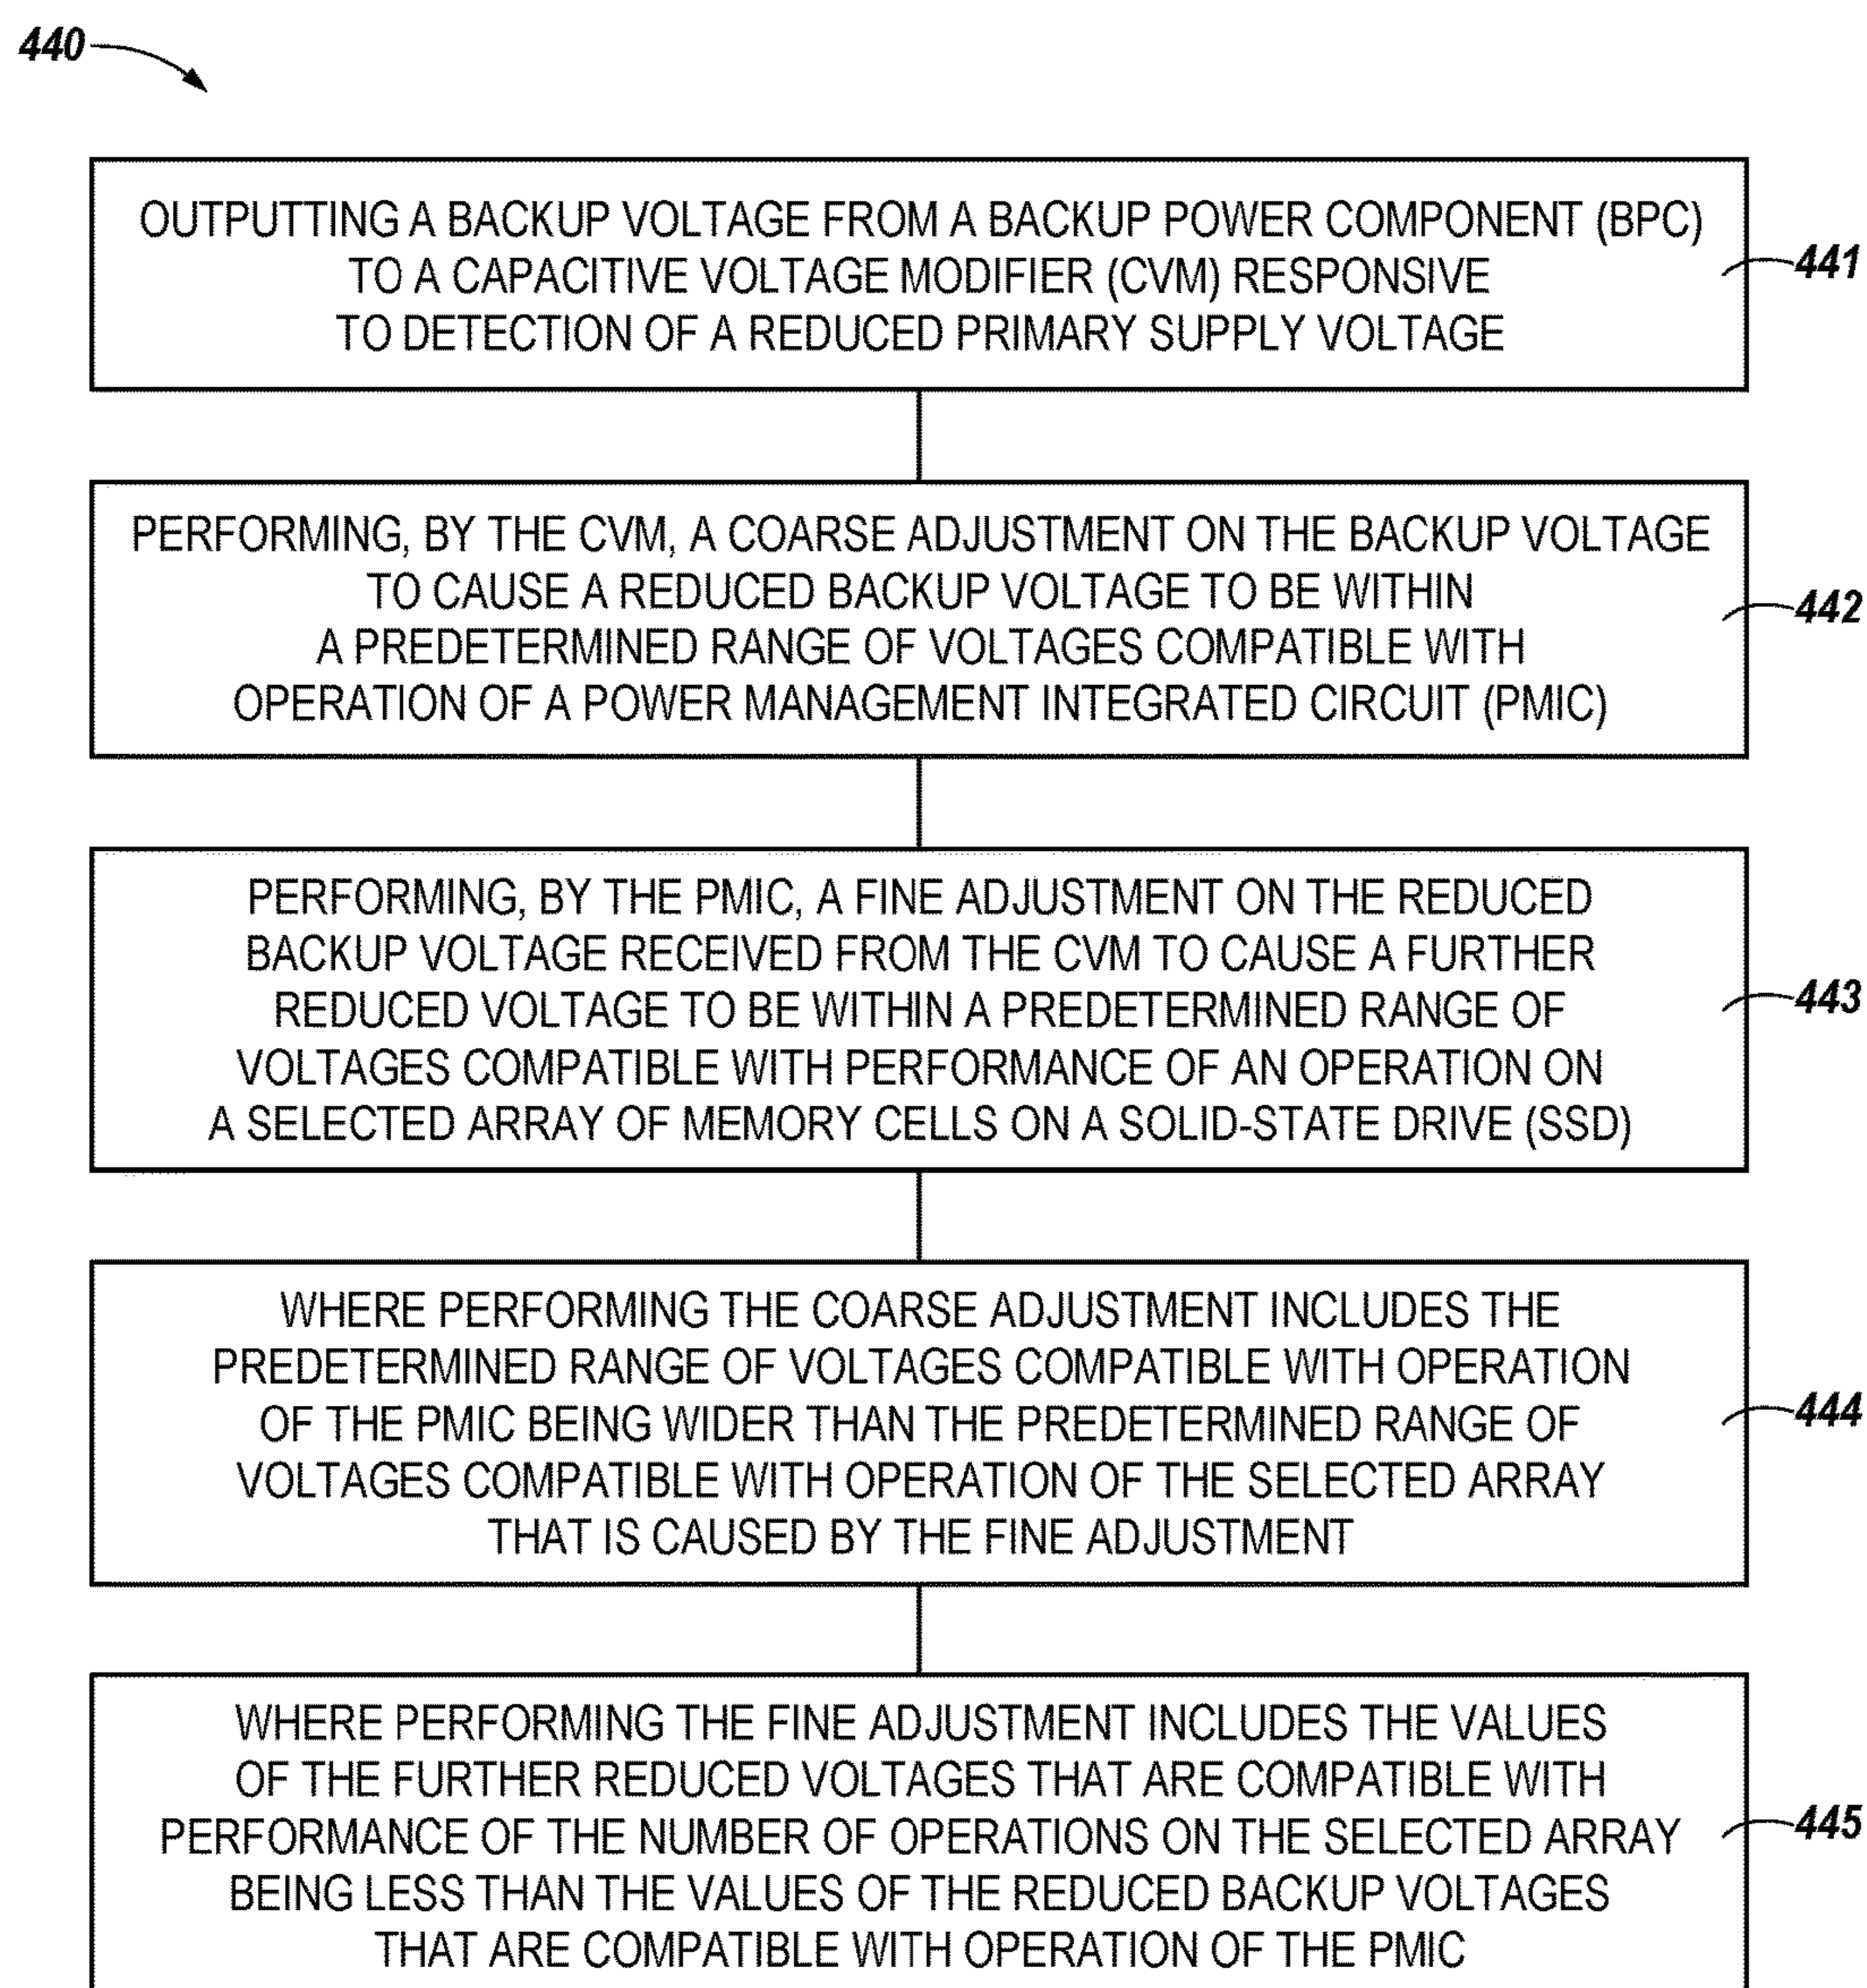 440
OUTPUTTING A BACKUP VOLTAGE FROM A BACKUP POWER COMPONENT (BPC)
TO A CAPACITIVE VOLTAGE MODIFIER (CVM) RESPONSIVE
TO DETECTION OF A REDUCED PRIMARY SUPPLY VOLTAGE
441
PERFORMING, BY THE CVM, A COARSE ADJUSTMENT ON THE BACKUP VOLTAGE
TO CAUSE A REDUCED BACKUP VOLTAGE TO BE WITHIN
A PREDETERMINED RANGE OF VOLTAGES COMPATIBLE WITH
OPERATION OF A POWER MANAGEMENT INTEGRATED CIRCUIT (PMIC)
442
PERFORMING, BY THE PMIC, A FINE ADJUSTMENT ON THE REDUCED
BACKUP VOLTAGE RECEIVED FROM THE CVM TO CAUSE A FURTHER
REDUCED VOLTAGE TO BE WITHIN A PREDETERMINED RANGE OF
VOLTAGES COMPATIBLE WITH PERFORMANCE OF AN OPERATION ON
A SELECTED ARRAY OF MEMORY CELLS ON A SOLID-STATE DRIVE (SSD)
443
WHERE PERFORMING THE COARSE ADJUSTMENT INCLUDES THE
PREDETERMINED RANGE OF VOLTAGES COMPATIBLE WITH OPERATION
OF THE PMIC BEING WIDER THAN THE PREDETERMINED RANGE OF
VOLTAGES COMPATIBLE WITH OPERATION OF THE SELECTED ARRAY
THAT IS CAUSED BY THE FINE ADJUSTMENT
444
WHERE PERFORMING THE FINE ADJUSTMENT INCLUDES THE VALUES
OF THE FURTHER REDUCED VOLTAGES THAT ARE COMPATIBLE WITH
PERFORMANCE OF THE NUMBER OF OPERATIONS ON THE SELECTED ARRAY
BEING LESS THAN THE VALUES OF THE REDUCED BACKUP VOLTAGES
THAT ARE COMPATIBLE WITH OPERATION OF THE PMIC
445